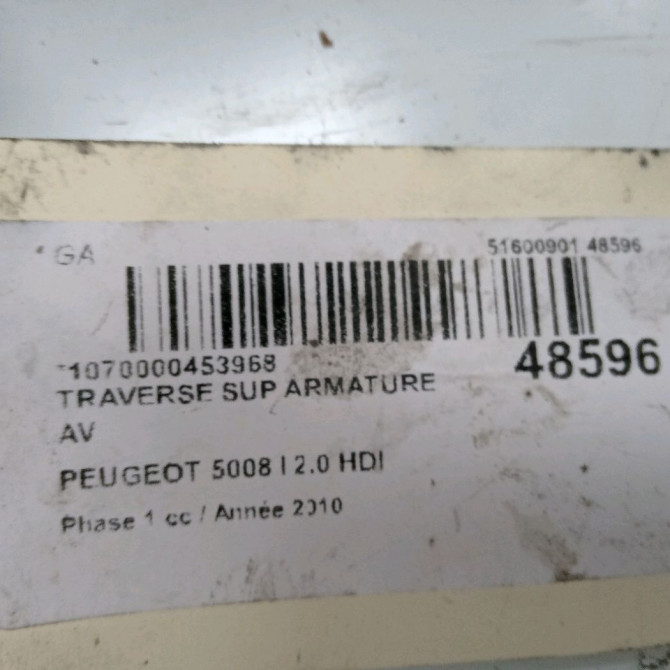 * GA
51600901 48596
*1070000453968
48596
TRAVERSE SUP ARMATURE
AV
PEUGEOT 5008 I 2.0 HDI
Phase 1 cc / Année 2010